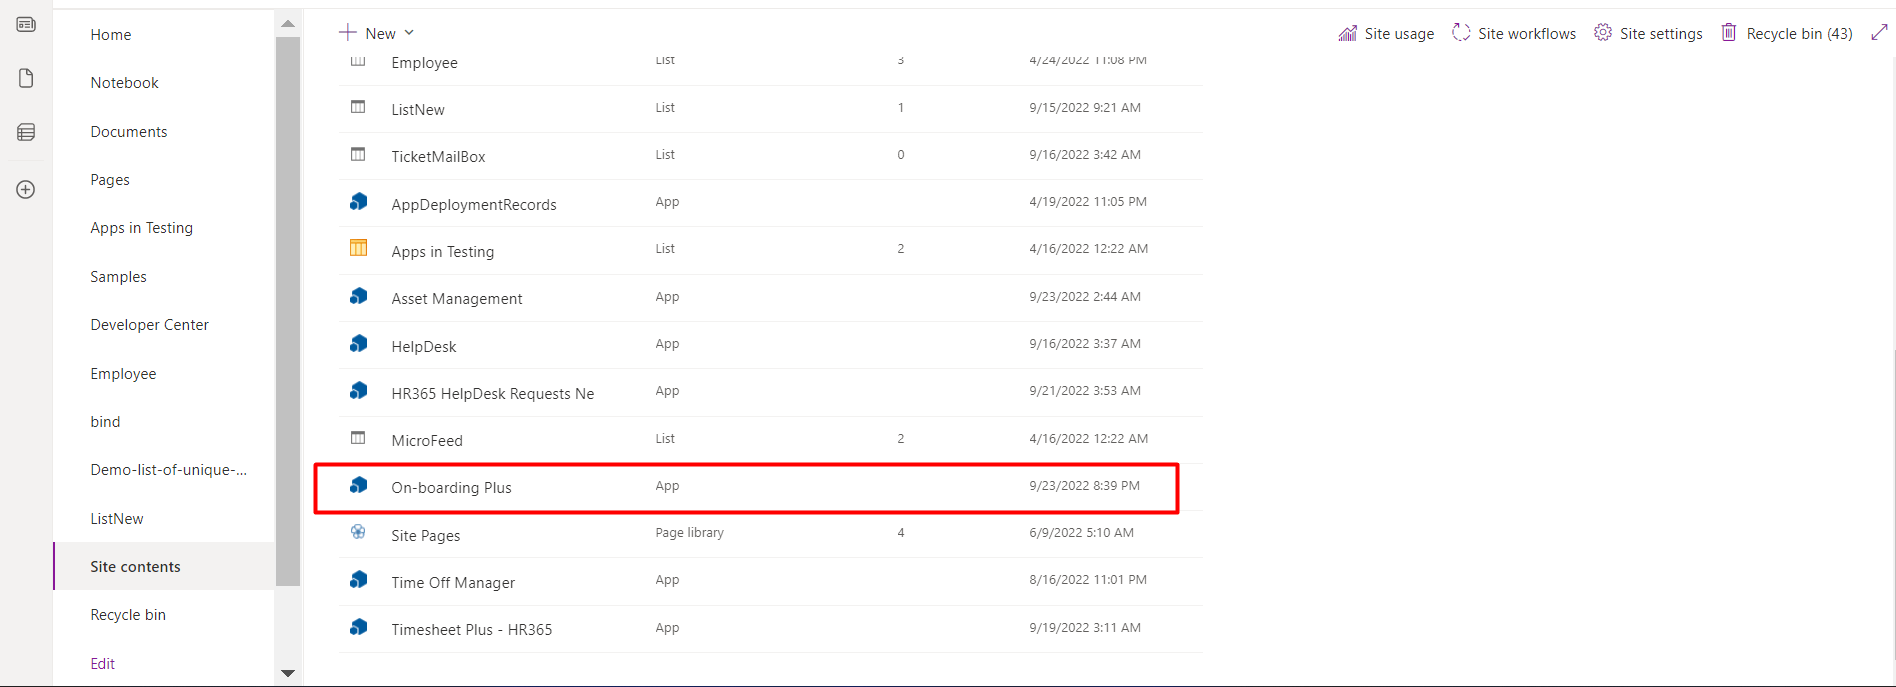 Home
Notebook
Documents
Pages
Apps in Testing
Samples
Developer Center
Employee
bind
Demo-list-of-unique-...
ListNew
Site contents
Recycle bin
Edit
New Site usage Site workflows Site settings Recycle bin (43)
Employee List 3 4/24/2022 11:08 PM
ListNew List 1 9/15/2022 9:21 AM
TicketMailBox List 0 9/16/2022 3:42 AM
AppDeploymentRecords App 4/19/2022 11:05 PM
Apps in Testing List 2 4/16/2022 12:22 AM
Asset Management App 9/23/2022 2:44 AM
HelpDesk App 9/16/2022 3:37 AM
HR365 HelpDesk Requests Ne App 9/21/2022 3:53 AM
MicroFeed List 2 4/16/2022 12:22 AM
On-boarding Plus App 9/23/2022 8:39 PM
Site Pages Page library 4 6/9/2022 5:10 AM
Time Off Manager App 8/16/2022 11:01 PM
Timesheet Plus - HR365 App 9/19/2022 3:11 AM